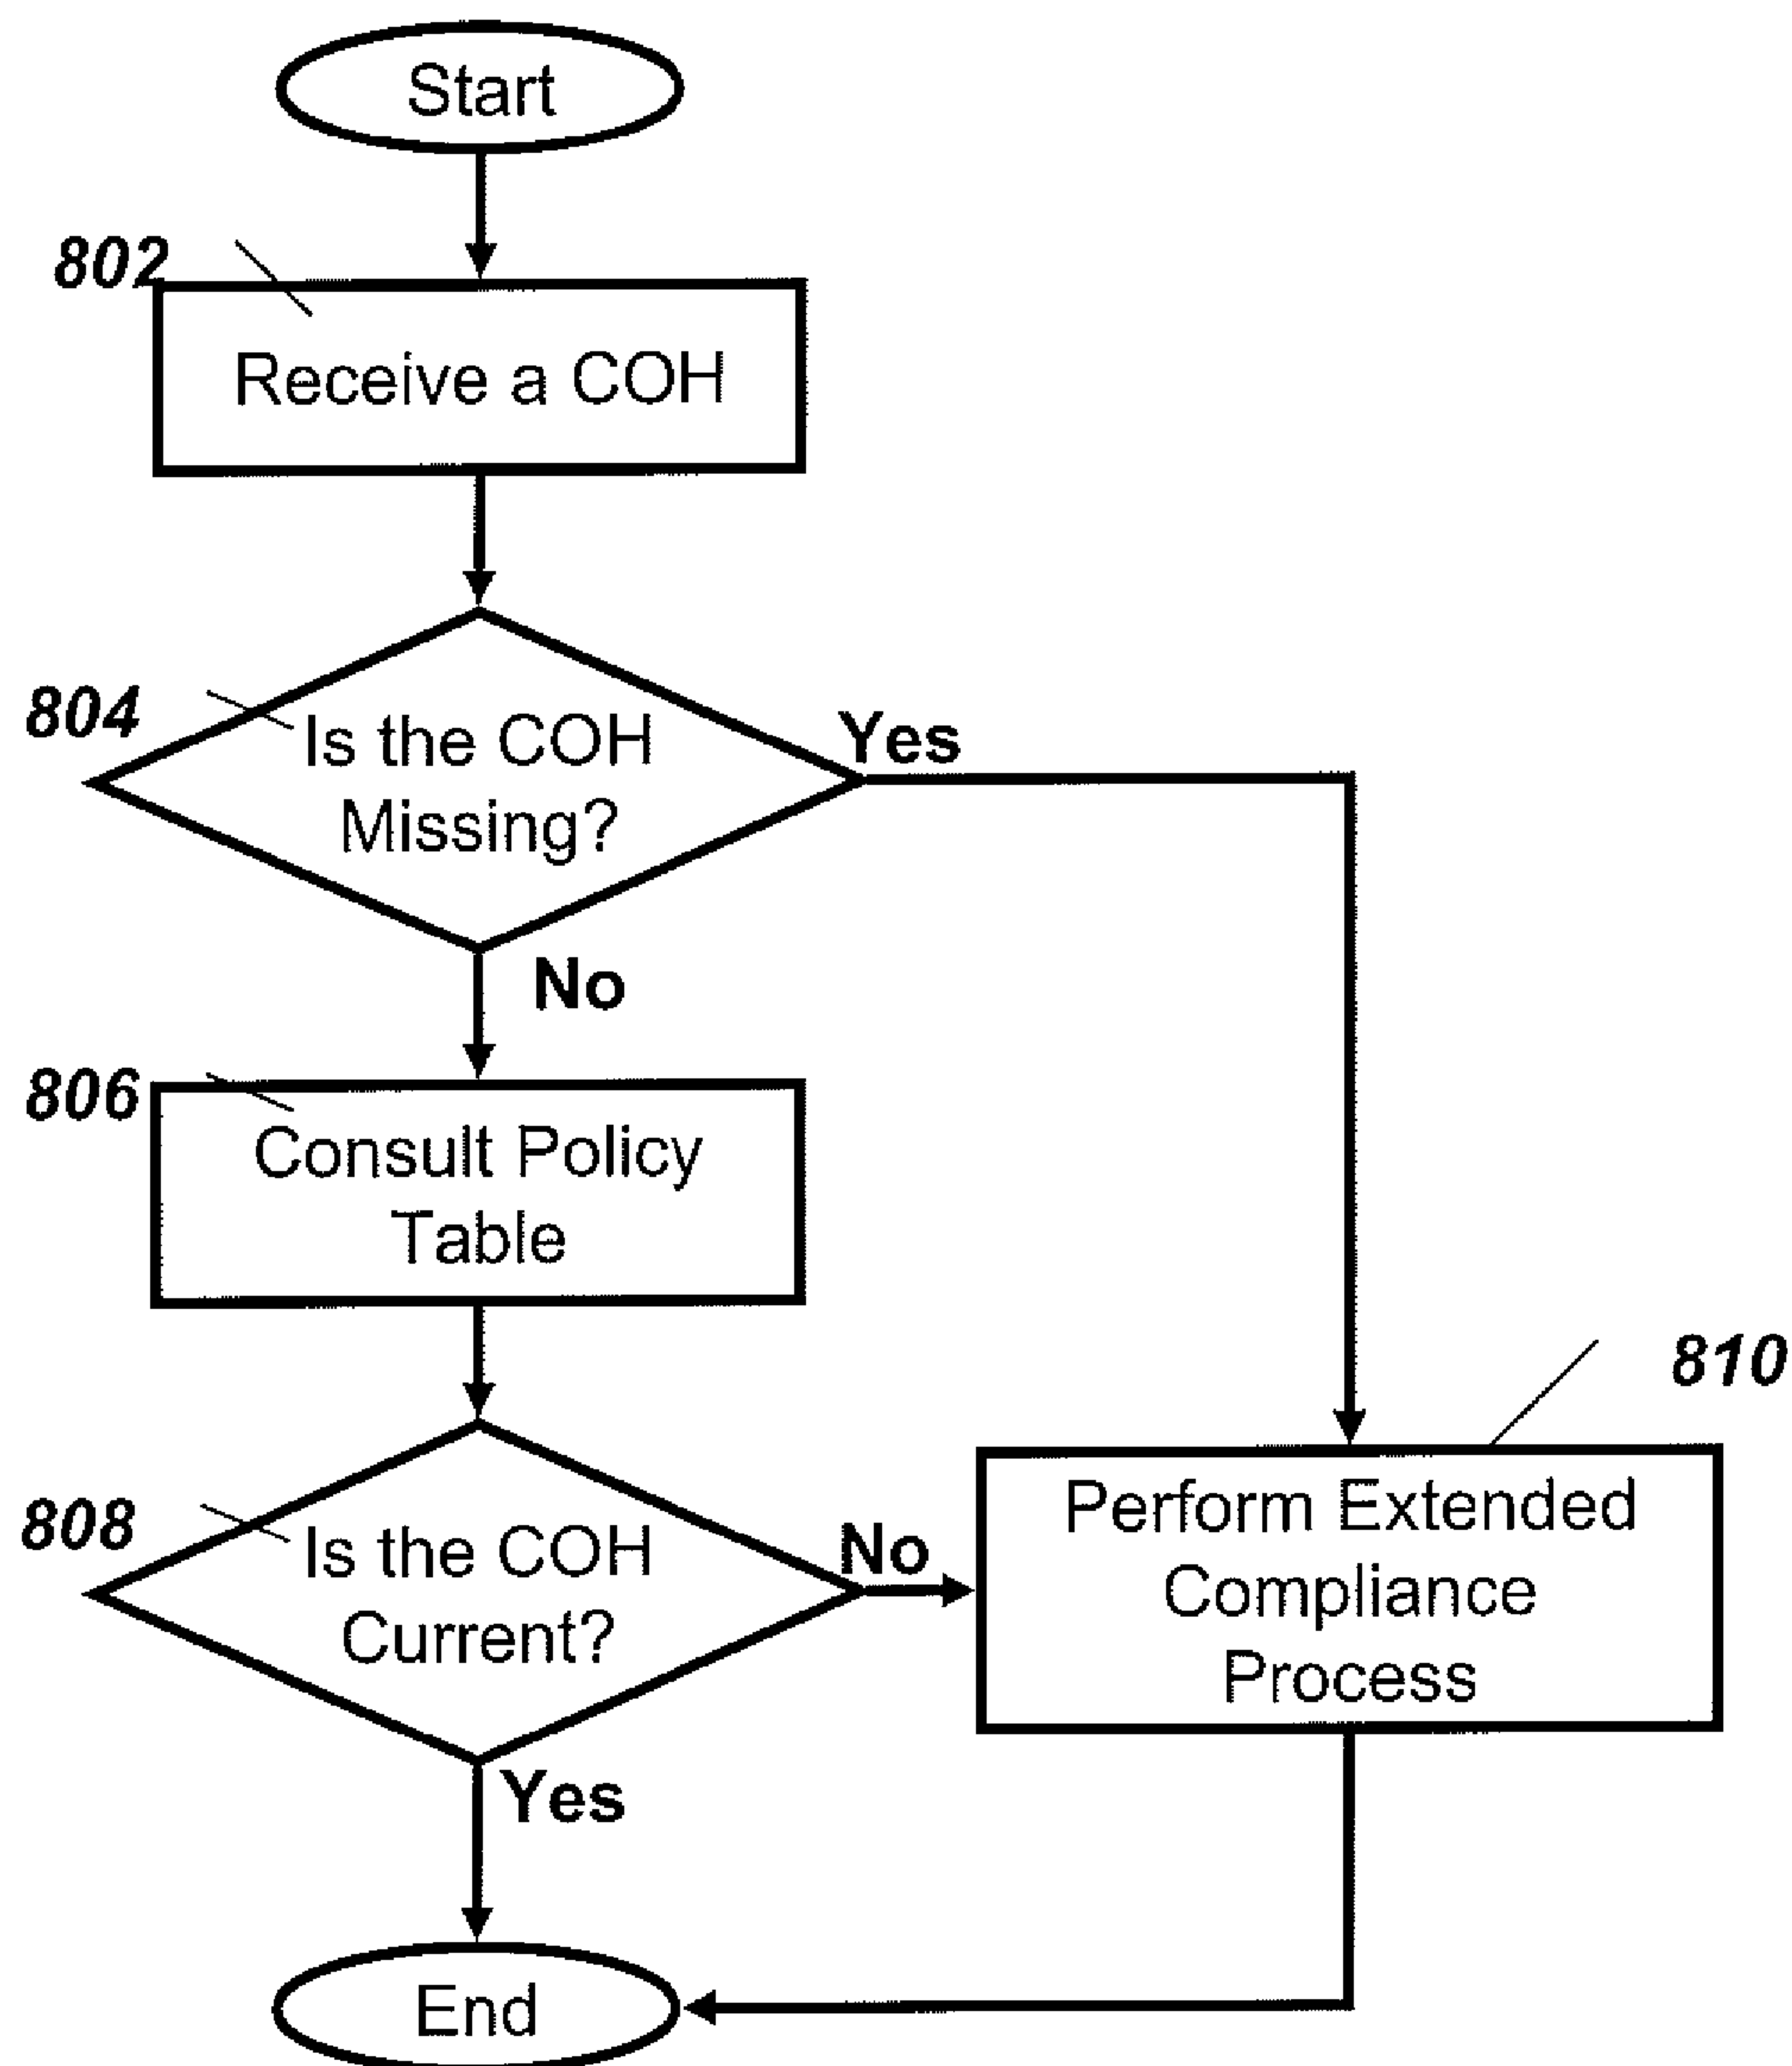 Start
802
Receive a COH
804
Is the COH
Missing?
Yes
No
806
Consult Policy
Table
808
Is the COH
Current?
No
Yes
810
Perform Extended
Compliance
Process
End